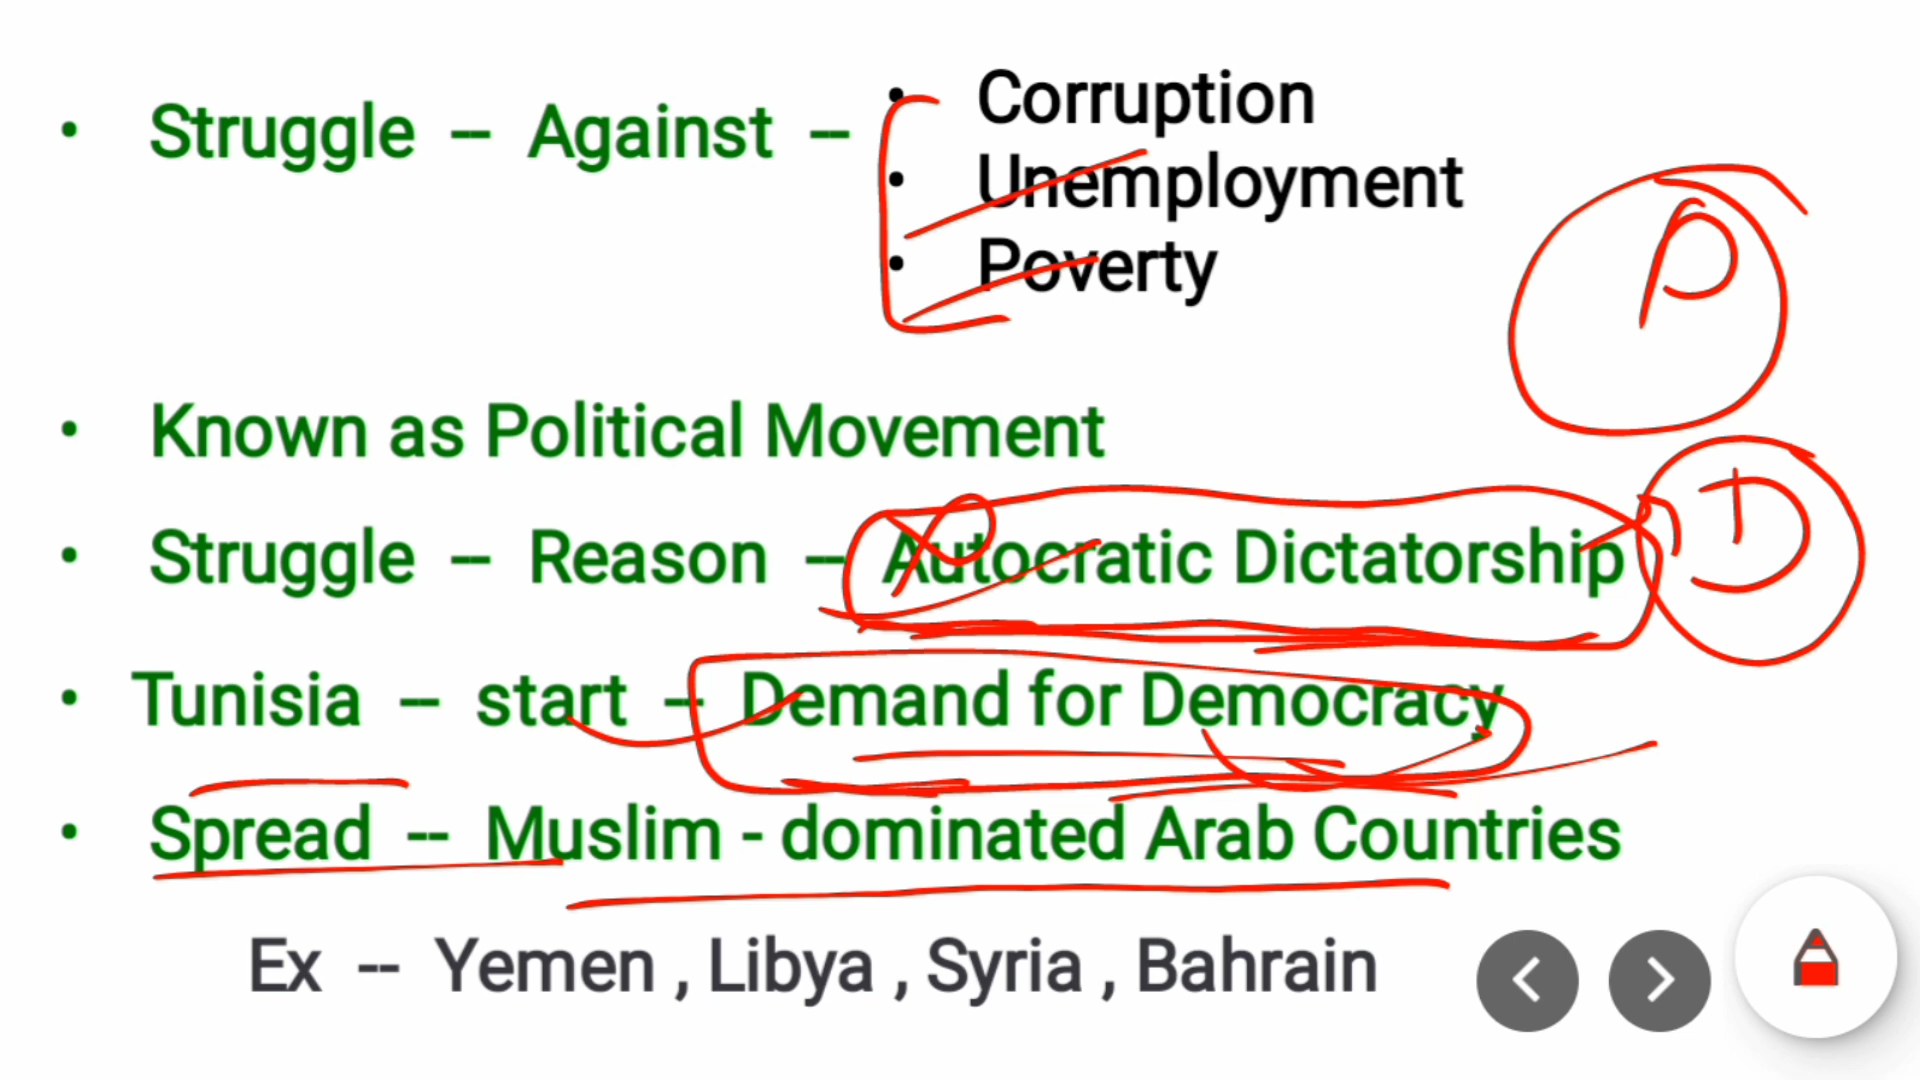 • Struggle -- Against --
• Corruption
• Unemployment
• Poverty
P
• Known as Political Movement
• Struggle -- Reason -- Autocratic Dictatorship
D
• Tunisia -- start -- Demand for Democracy
• Spread -- Muslim - dominated Arab Countries
Ex -- Yemen , Libya , Syria , Bahrain